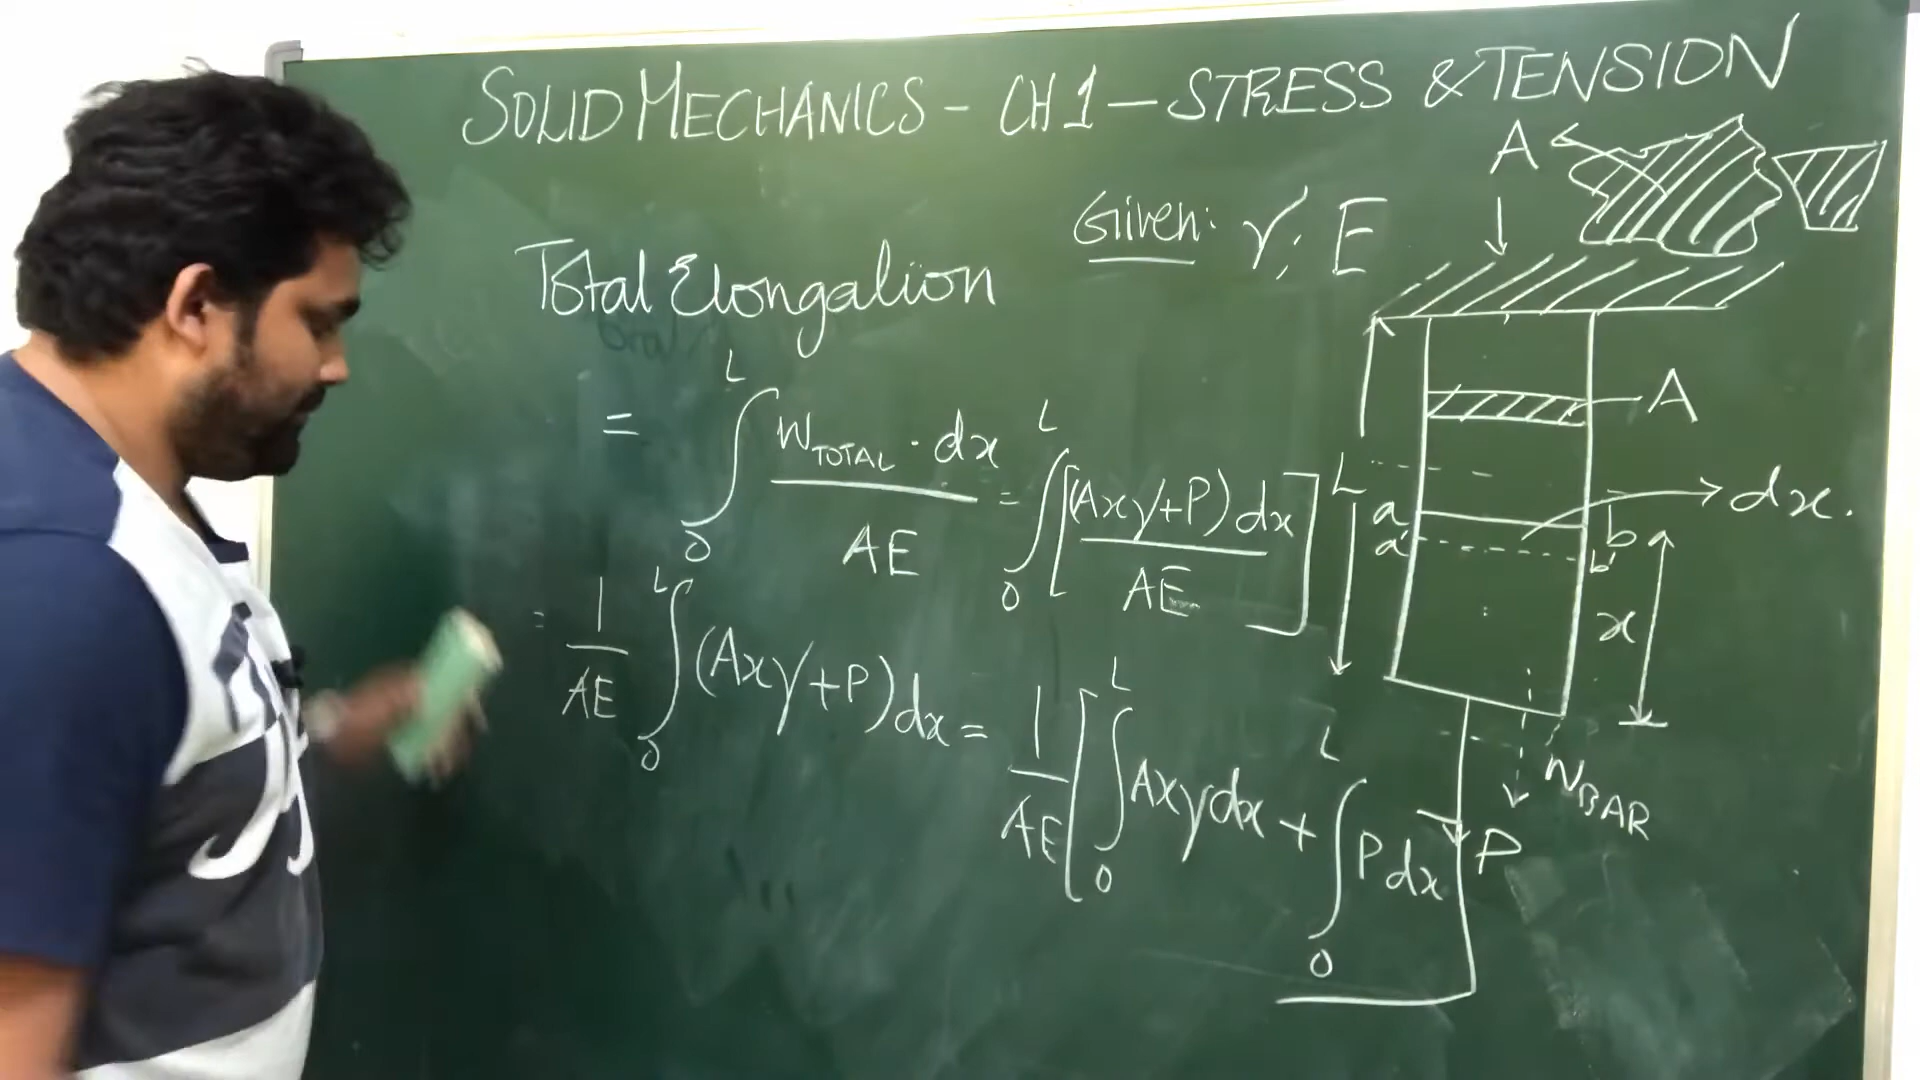 SOLID MECHANICS - CH 1 - STRESS & TENSION
A
Given: γ, E
Total Elongation
= ∫₀ᴸ W_TOTAL · dx / AE = ∫₀ᴸ [(Axγ+P) dx / AE]
= 1/AE ∫₀ᴸ (Axγ+P) dx = 1/AE [∫₀ᴸ Axγ dx + ∫₀ᴸ P dx]
A
L
dx.
a b
a' b'
x
W_BAR
P